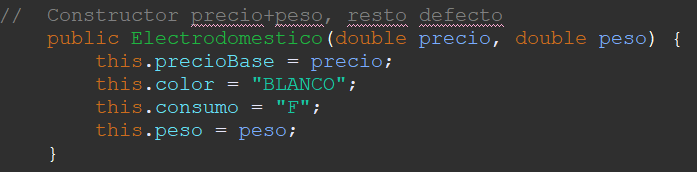 //  Constructor precio+peso, resto defecto
public Electrodomestico(double precio, double peso) {
this.precioBase = precio;
this.color = "BLANCO";
this.consumo = "F";
this.peso = peso;
}